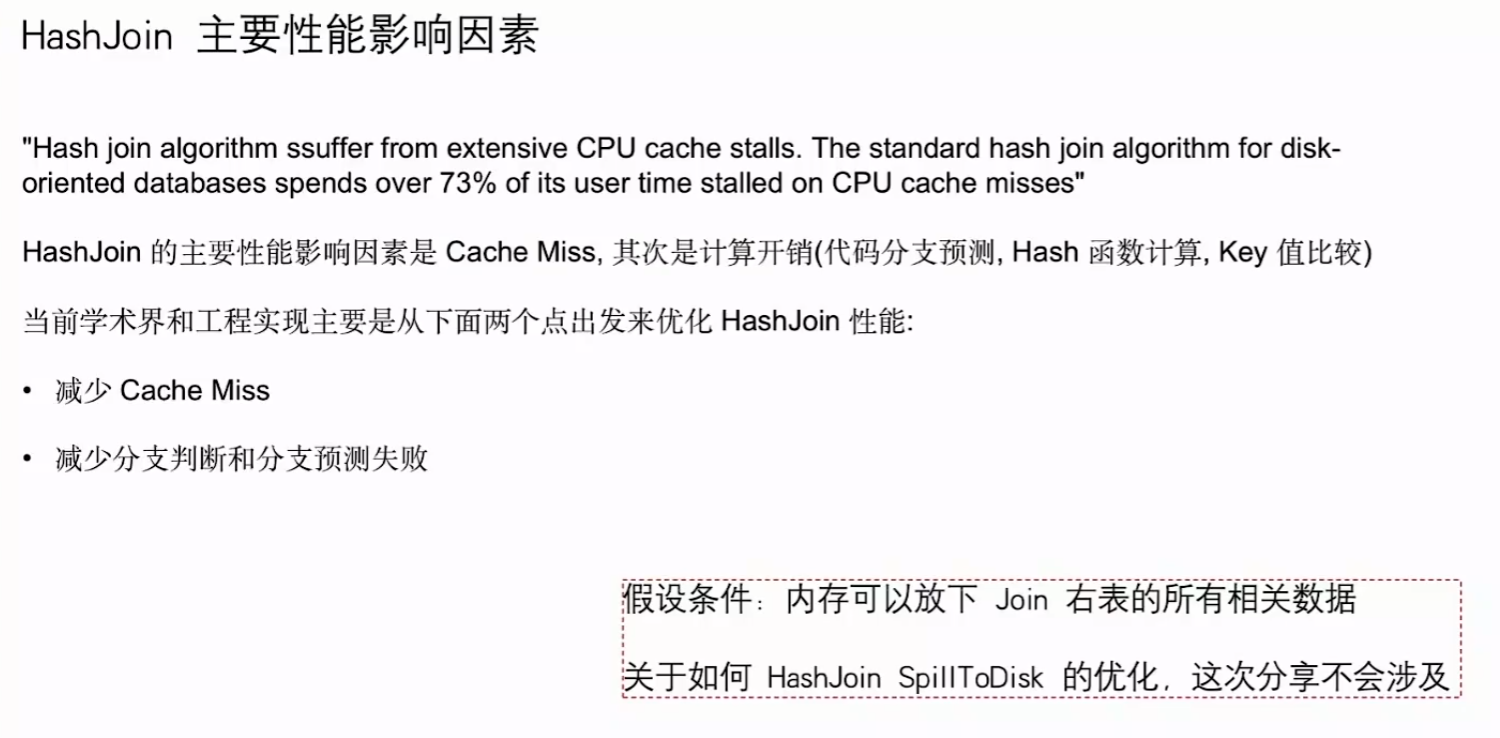 HashJoin 主要性能影响因素
"Hash join algorithm ssuffer from extensive CPU cache stalls. The standard hash join algorithm for disk-
oriented databases spends over 73% of its user time stalled on CPU cache misses"
HashJoin 的主要性能影响因素是 Cache Miss, 其次是计算开销(代码分支预测, Hash 函数计算, Key 值比较)
当前学术界和工程实现主要是从下面两个点出发来优化 HashJoin 性能:
• 减少 Cache Miss
• 减少分支判断和分支预测失败
假设条件：内存可以放下 Join 右表的所有相关数据
关于如何 HashJoin SpillToDisk 的优化，这次分享不会涉及